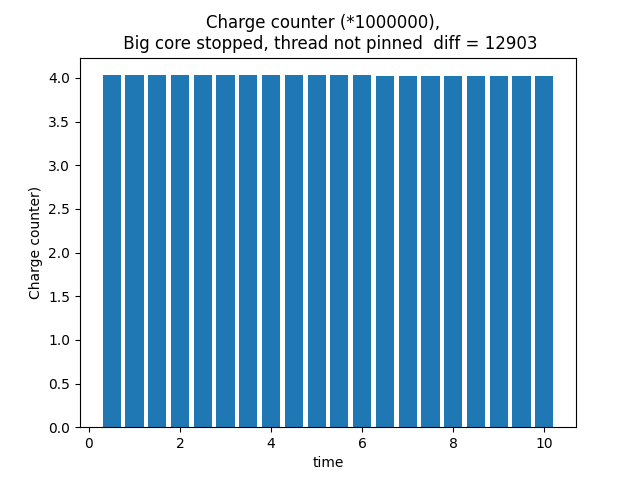 Charge counter (*1000000),
Big core stopped, thread not pinned  diff = 12903
4.0
3.5
3.0
2.5
2.0
1.5
1.0
0.5
0.0
Charge counter)
0 2 4 6 8 10
time